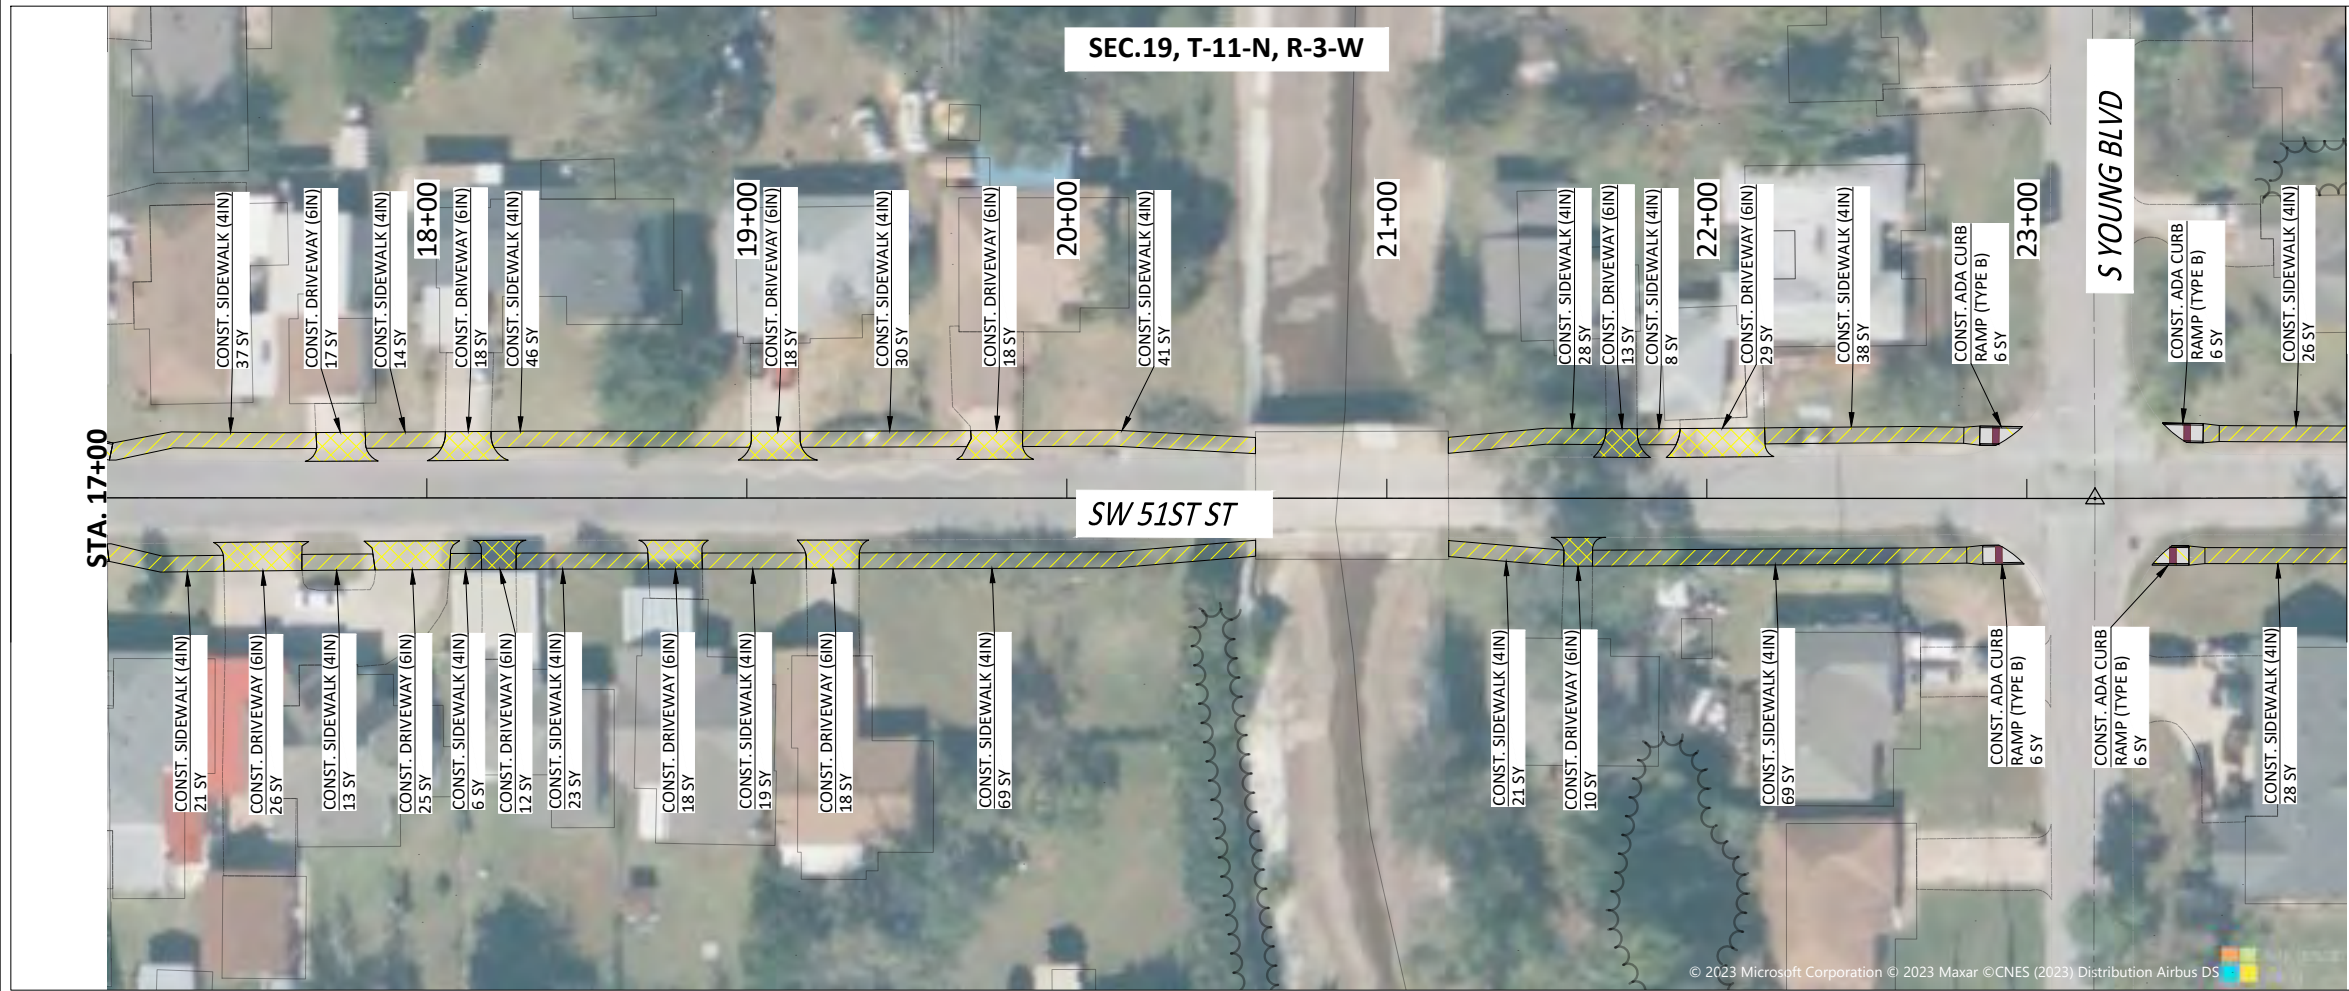 SEC.19, T-11-N, R-3-W
STA. 17+00
18+00
19+00
20+00
21+00
22+00
23+00
S YOUNG BLVD
SW 51ST ST
CONST. SIDEWALK (4IN)
37 SY
CONST. DRIVEWAY (6IN)
17 SY
CONST. SIDEWALK (4IN)
14 SY
CONST. DRIVEWAY (6IN)
18 SY
CONST. SIDEWALK (4IN)
46 SY
CONST. DRIVEWAY (6IN)
18 SY
CONST. SIDEWALK (4IN)
30 SY
CONST. DRIVEWAY (6IN)
18 SY
CONST. SIDEWALK (4IN)
41 SY
CONST. SIDEWALK (4IN)
28 SY
CONST. DRIVEWAY (6IN)
13 SY
CONST. SIDEWALK (4IN)
8 SY
CONST. DRIVEWAY (6IN)
29 SY
CONST. SIDEWALK (4IN)
38 SY
CONST. ADA CURB
RAMP (TYPE B)
6 SY
CONST. ADA CURB
RAMP (TYPE B)
6 SY
CONST. SIDEWALK (4IN)
26 SY
CONST. SIDEWALK (4IN)
21 SY
CONST. DRIVEWAY (6IN)
26 SY
CONST. SIDEWALK (4IN)
13 SY
CONST. DRIVEWAY (6IN)
25 SY
CONST. SIDEWALK (4IN)
6 SY
CONST. DRIVEWAY (6IN)
12 SY
CONST. SIDEWALK (4IN)
23 SY
CONST. DRIVEWAY (6IN)
18 SY
CONST. SIDEWALK (4IN)
19 SY
CONST. DRIVEWAY (6IN)
18 SY
CONST. SIDEWALK (4IN)
69 SY
CONST. SIDEWALK (4IN)
21 SY
CONST. DRIVEWAY (6IN)
10 SY
CONST. SIDEWALK (4IN)
69 SY
CONST. ADA CURB
RAMP (TYPE B)
6 SY
CONST. ADA CURB
RAMP (TYPE B)
6 SY
CONST. SIDEWALK (4IN)
28 SY
© 2023 Microsoft Corporation © 2023 Maxar ©CNES (2023) Distribution Airbus DS